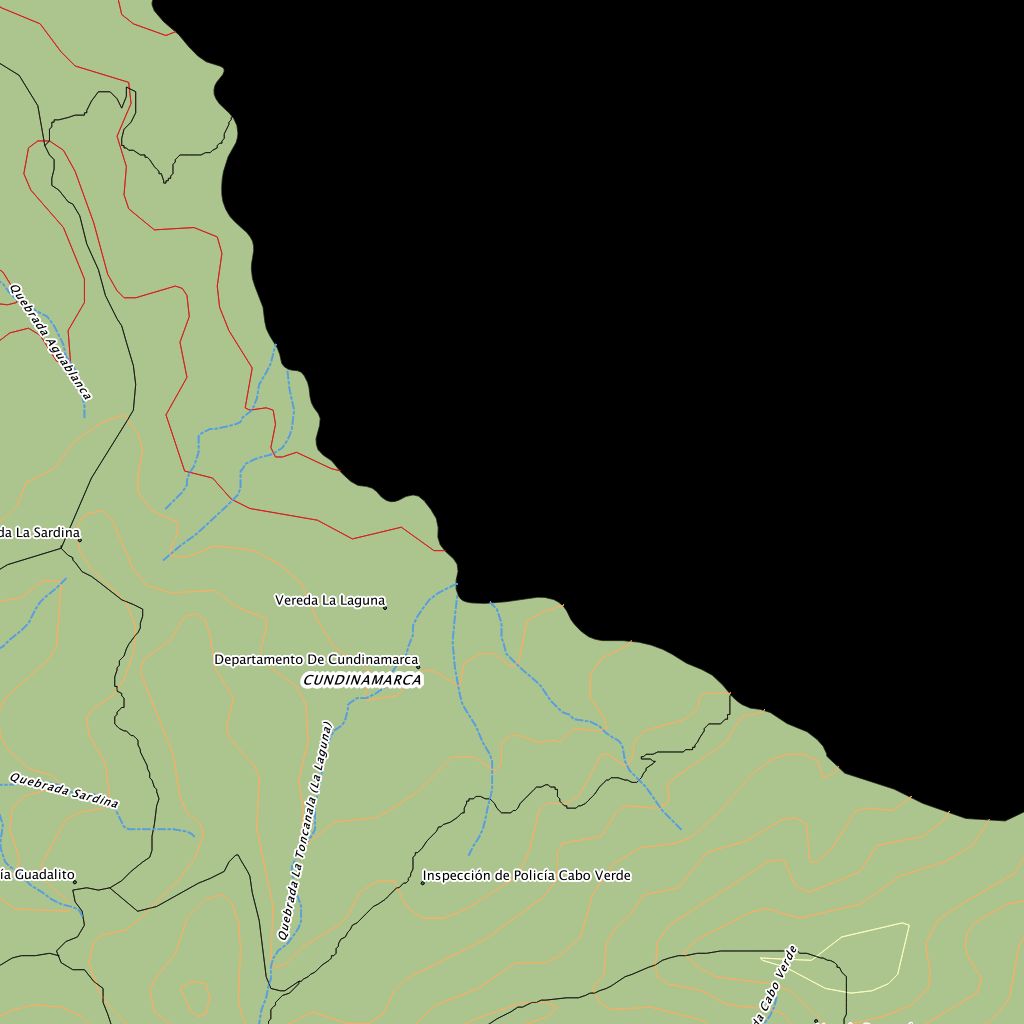 Quebrada Aguablanca
da La Sardina
Vereda La Laguna
Departamento De Cundinamarca
CUNDINAMARCA
Quebrada La Toncanala (La Laguna)
Quebrada Sardina
ía Guadalito
Inspección de Policía Cabo Verde
da Cabo Verde